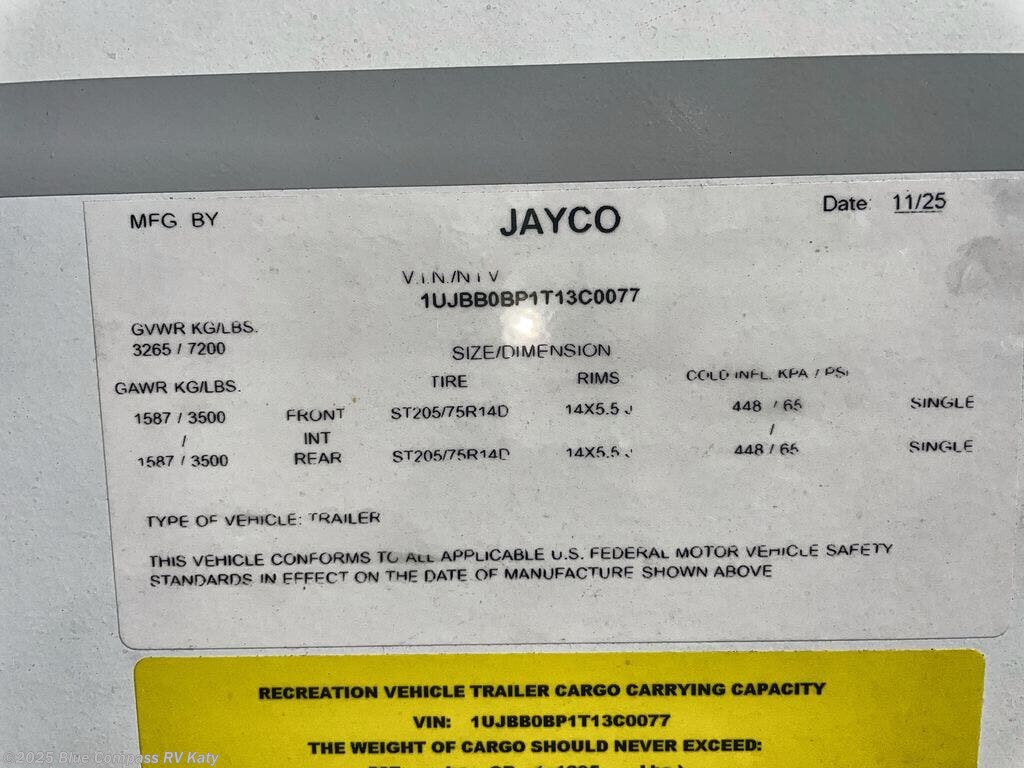 MFG. BY JAYCO Date: 11/25
V.I.N./N I V
1UJBB0BP1T13C0077
GVWR KG/LBS.
3265 / 7200
SIZE/DIMENSION
GAWR KG/LBS. TIRE RIMS COLD INFL. KPA / PSI
1587 / 3500 FRONT ST205/75R14D 14X5.5 J 448 / 65 SINGLE
/ INT /
1587 / 3500 REAR ST205/75R14D 14X5.5 J 448 / 65 SINGLE
TYPE OF VEHICLE: TRAILER
THIS VEHICLE CONFORMS TO ALL APPLICABLE U.S. FEDERAL MOTOR VEHICLE SAFETY
STANDARDS IN EFFECT ON THE DATE OF MANUFACTURE SHOWN ABOVE
RECREATION VEHICLE TRAILER CARGO CARRYING CAPACITY
VIN: 1UJBB0BP1T13C0077
THE WEIGHT OF CARGO SHOULD NEVER EXCEED:
©2025 Blue Compass RV Katy